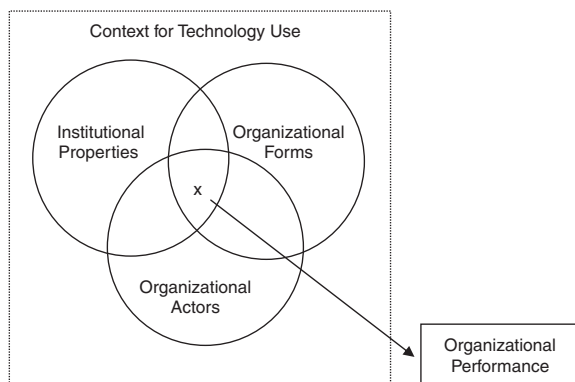 Context for Technology Use
Institutional
Properties
Organizational
Forms
x
Organizational
Actors
Organizational
Performance